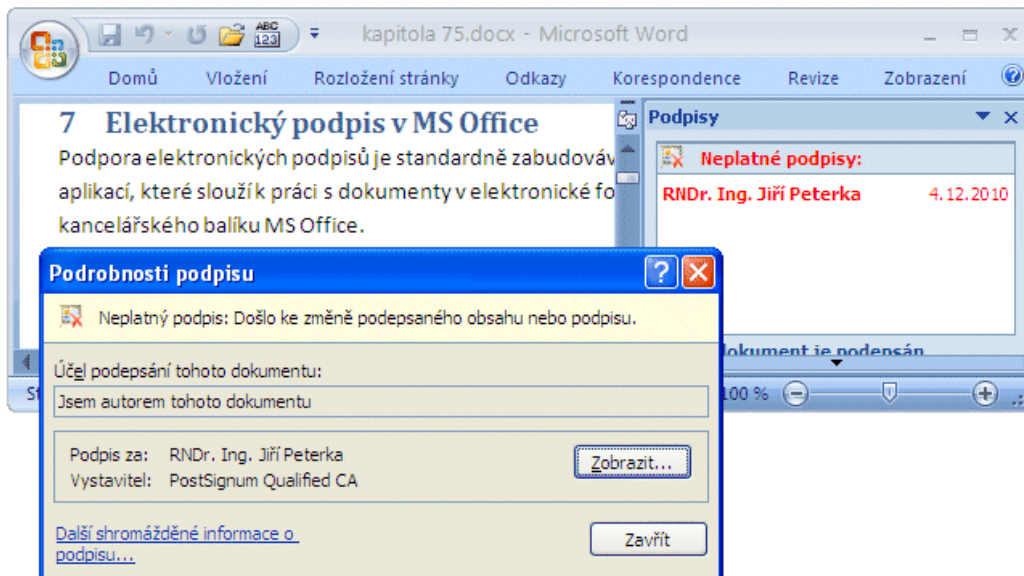 ABC
123
kapitola 75.docx - Microsoft Word
Domů Vložení Rozložení stránky Odkazy Korespondence Revize Zobrazení
7 Elektronický podpis v MS Office
Podpora elektronických podpisů je standardně zabudováv
aplikací, které slouží k práci s dokumenty v elektronické fo
kancelářského balíku MS Office.
Podpisy
Neplatné podpisy:
RNDr. Ing. Jiří Peterka 4.12.2010
dokument je podepsán
St
100 %
Podrobnosti podpisu
Neplatný podpis: Došlo ke změně podepsaného obsahu nebo podpisu.
Účel podepsání tohoto dokumentu:
Jsem autorem tohoto dokumentu
Podpis za: RNDr. Ing. Jiří Peterka
Vystavitel: PostSignum Qualified CA
Zobrazit...
Další shromážděné informace o
podpisu...
Zavřít